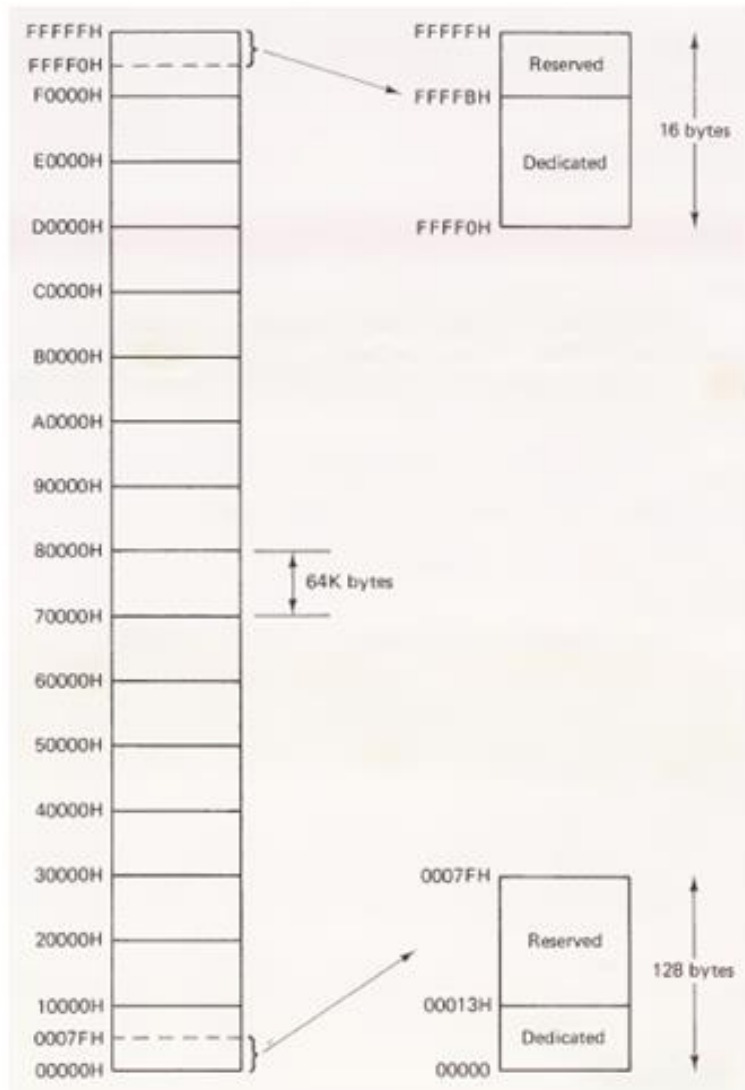 FFFFFH
FFFF0H
F0000H
E0000H
D0000H
C0000H
B0000H
A0000H
90000H
80000H
70000H
60000H
50000H
40000H
30000H
20000H
10000H
0007FH
00000H
64K bytes
FFFFFH
Reserved
FFFFBH
Dedicated
FFFF0H
16 bytes
0007FH
Reserved
00013H
Dedicated
00000
128 bytes